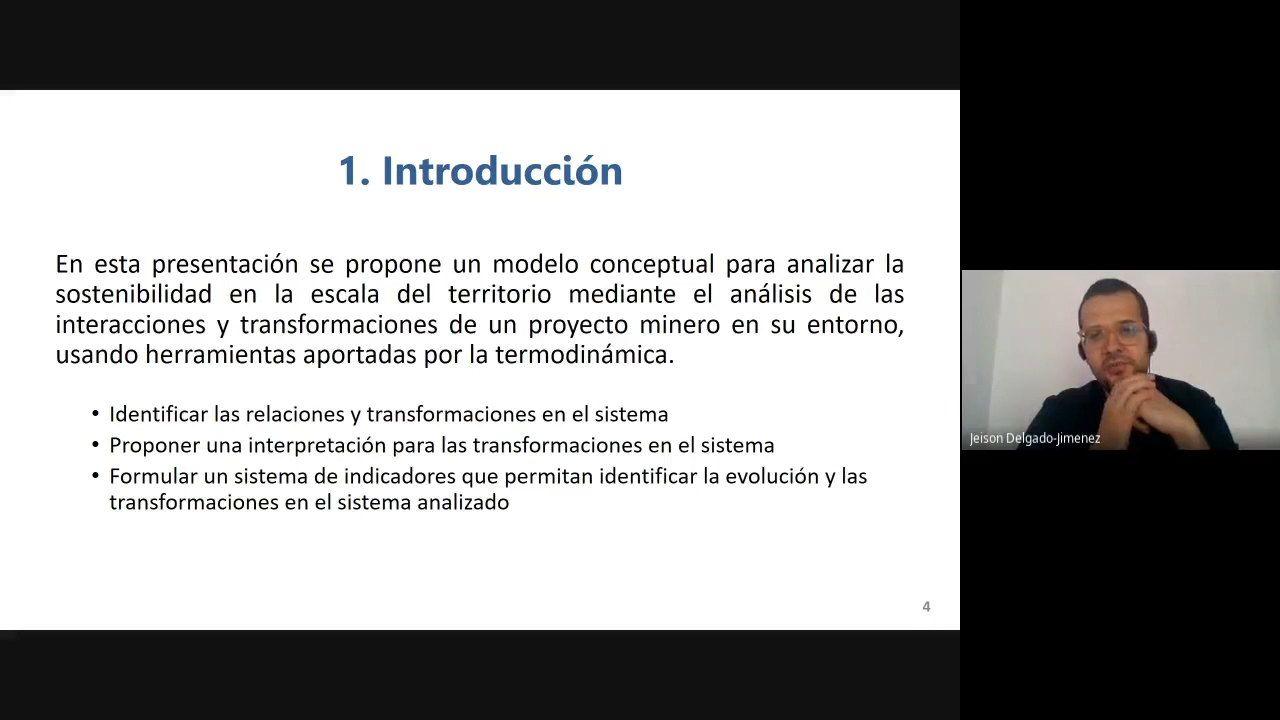 1. Introducción
En esta presentación se propone un modelo conceptual para analizar la
sostenibilidad en la escala del territorio mediante el análisis de las
interacciones y transformaciones de un proyecto minero en su entorno,
usando herramientas aportadas por la termodinámica.
• Identificar las relaciones y transformaciones en el sistema
• Proponer una interpretación para las transformaciones en el sistema
• Formular un sistema de indicadores que permitan identificar la evolución y las
transformaciones en el sistema analizado
4
Jeison Delgado-Jimenez